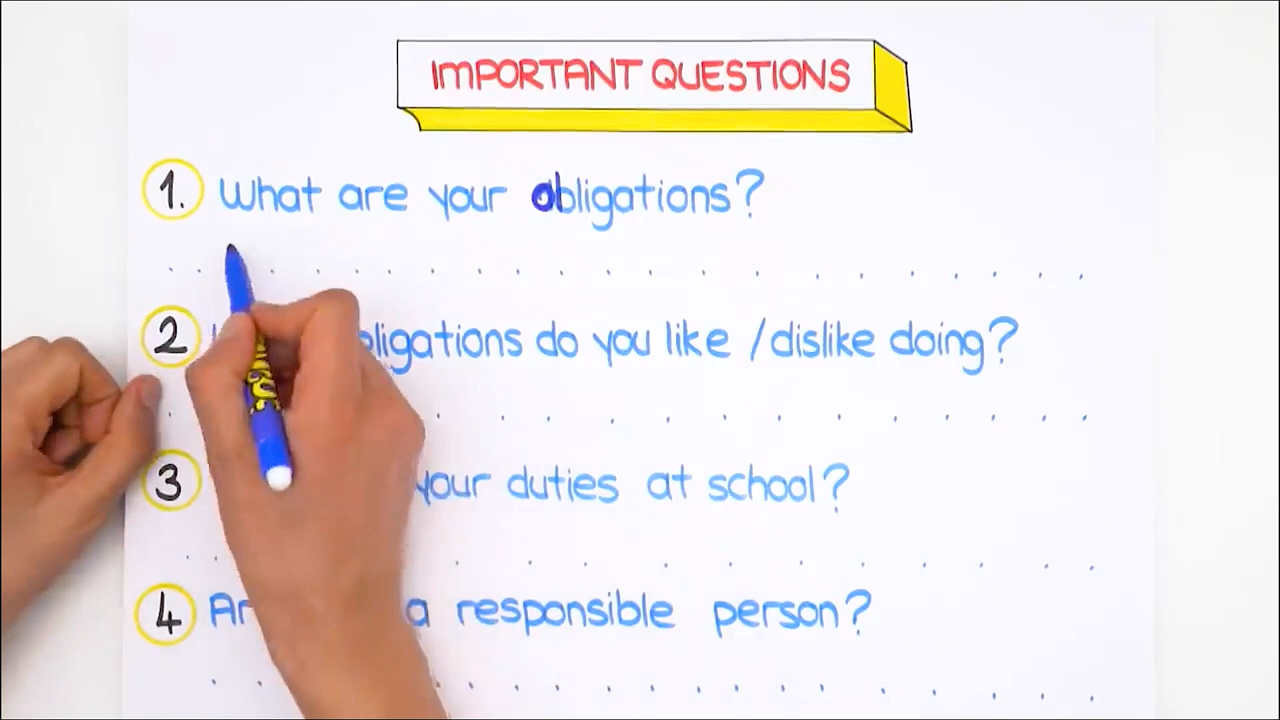 IMPORTANT QUESTIONS
1. What are your obligations?
2 obligations do you like / dislike doing?
3 your duties at school?
4 a responsible person?